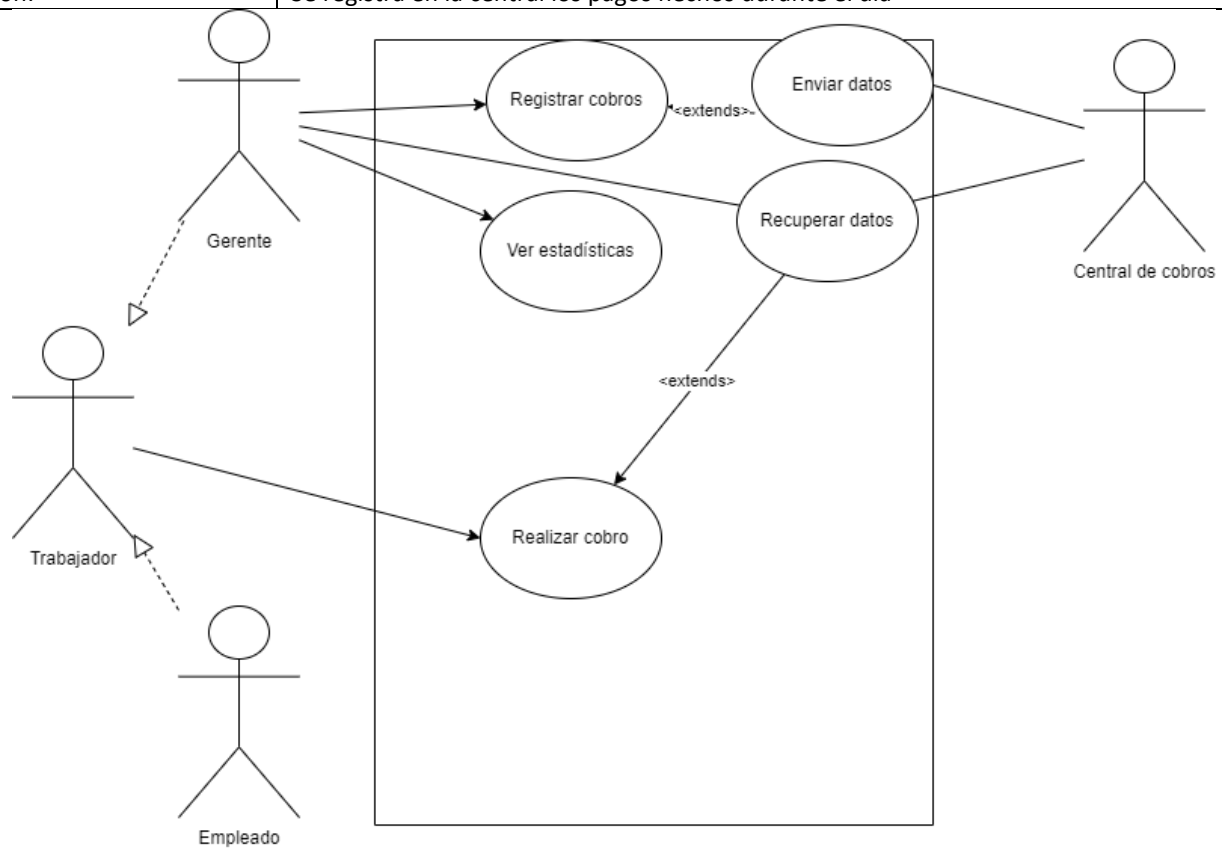 Se registra en la central los pagos hechos durante el día
Registrar cobros
<extends>
Enviar datos
Recuperar datos
Ver estadísticas
Gerente
Central de cobros
<extends>
Realizar cobro
Trabajador
Empleado